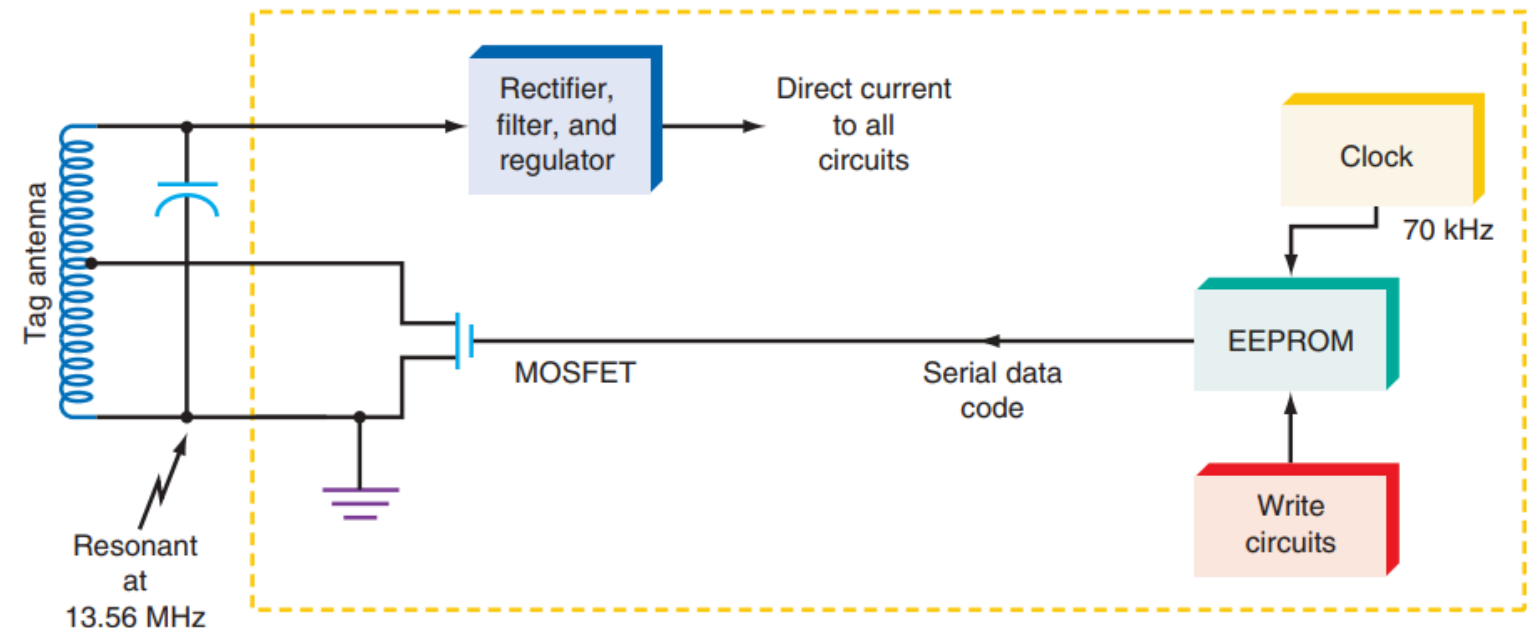 Rectifier,
filter, and
regulator
Direct current
to all
circuits
Clock
70 kHz
Tag antenna
EEPROM
MOSFET
Serial data
code
Write
circuits
Resonant
at
13.56 MHz